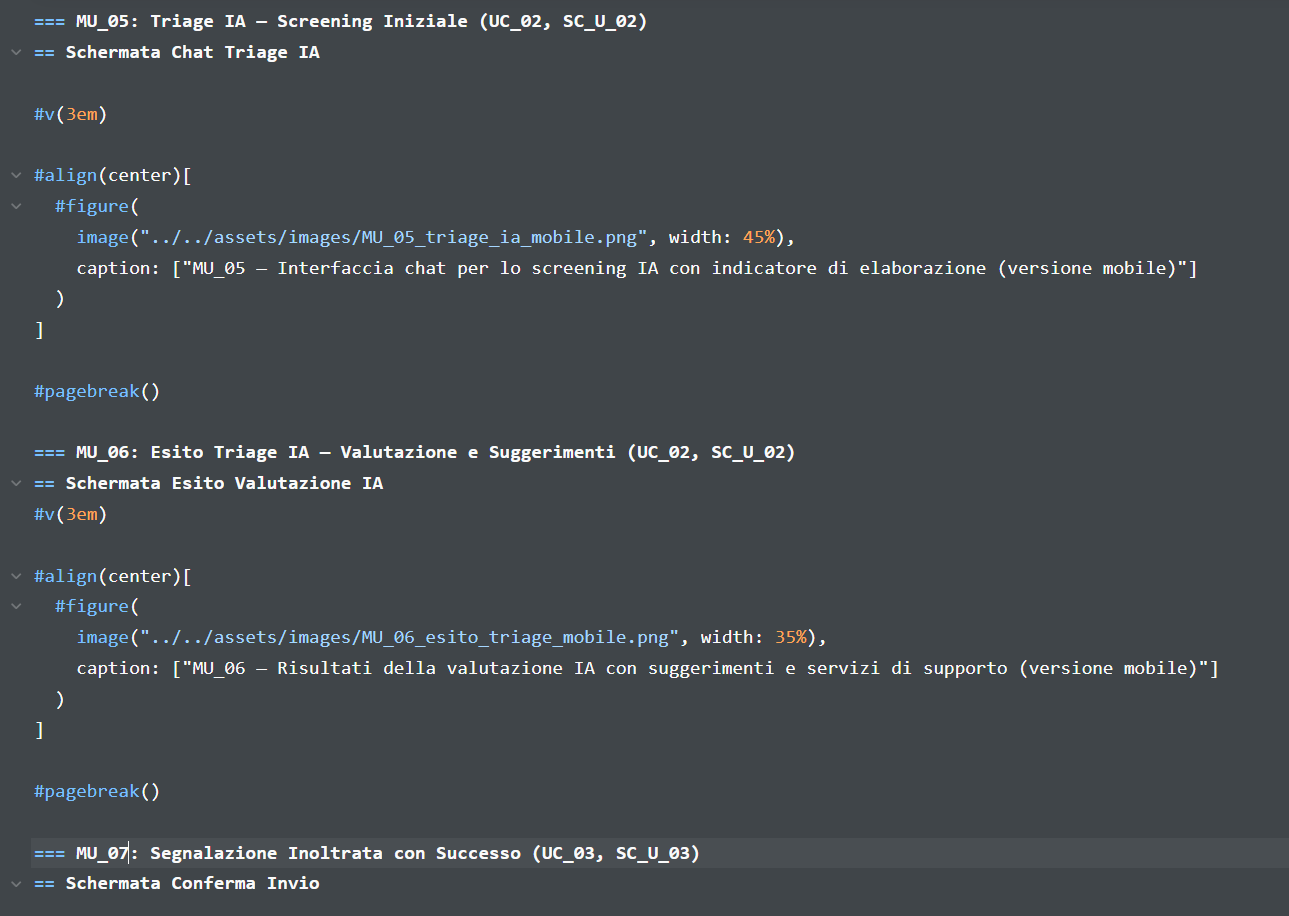 === MU_05: Triage IA — Screening Iniziale (UC_02, SC_U_02)
== Schermata Chat Triage IA
#v(3em)
#align(center)[
#figure(
image("../../assets/images/MU_05_triage_ia_mobile.png", width: 45%),
caption: ["MU_05 — Interfaccia chat per lo screening IA con indicatore di elaborazione (versione mobile)"]
)
]
#pagebreak()
=== MU_06: Esito Triage IA — Valutazione e Suggerimenti (UC_02, SC_U_02)
== Schermata Esito Valutazione IA
#v(3em)
#align(center)[
#figure(
image("../../assets/images/MU_06_esito_triage_mobile.png", width: 35%),
caption: ["MU_06 — Risultati della valutazione IA con suggerimenti e servizi di supporto (versione mobile)"]
)
]
#pagebreak()
=== MU_07: Segnalazione Inoltrata con Successo (UC_03, SC_U_03)
== Schermata Conferma Invio